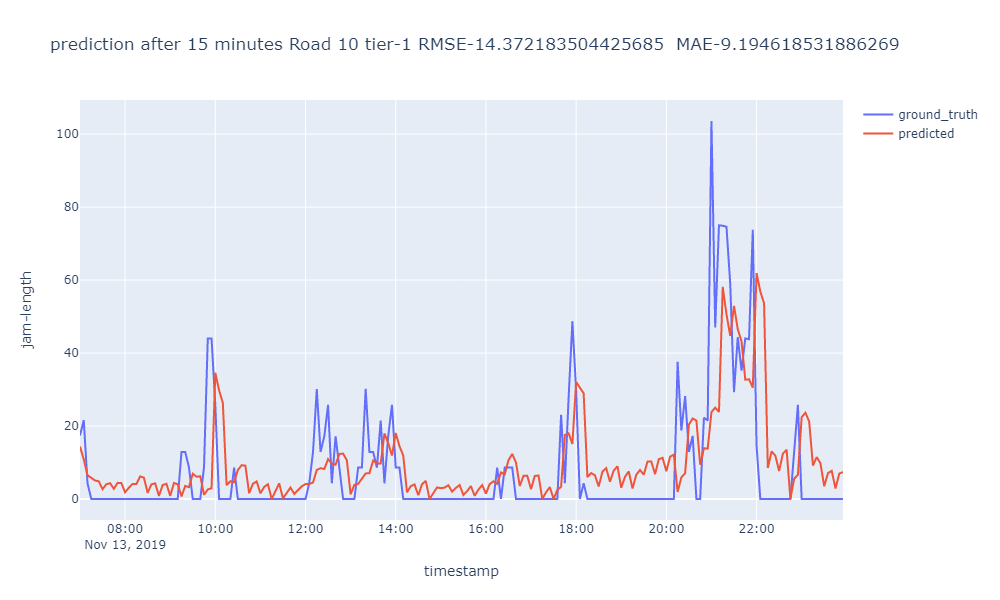 prediction after 15 minutes Road 10 tier-1 RMSE-14.372183504425685  MAE-9.194618531886269
ground_truth
predicted
jam-length
100
80
60
40
20
0
08:00 10:00 12:00 14:00 16:00 18:00 20:00 22:00
Nov 13, 2019
timestamp